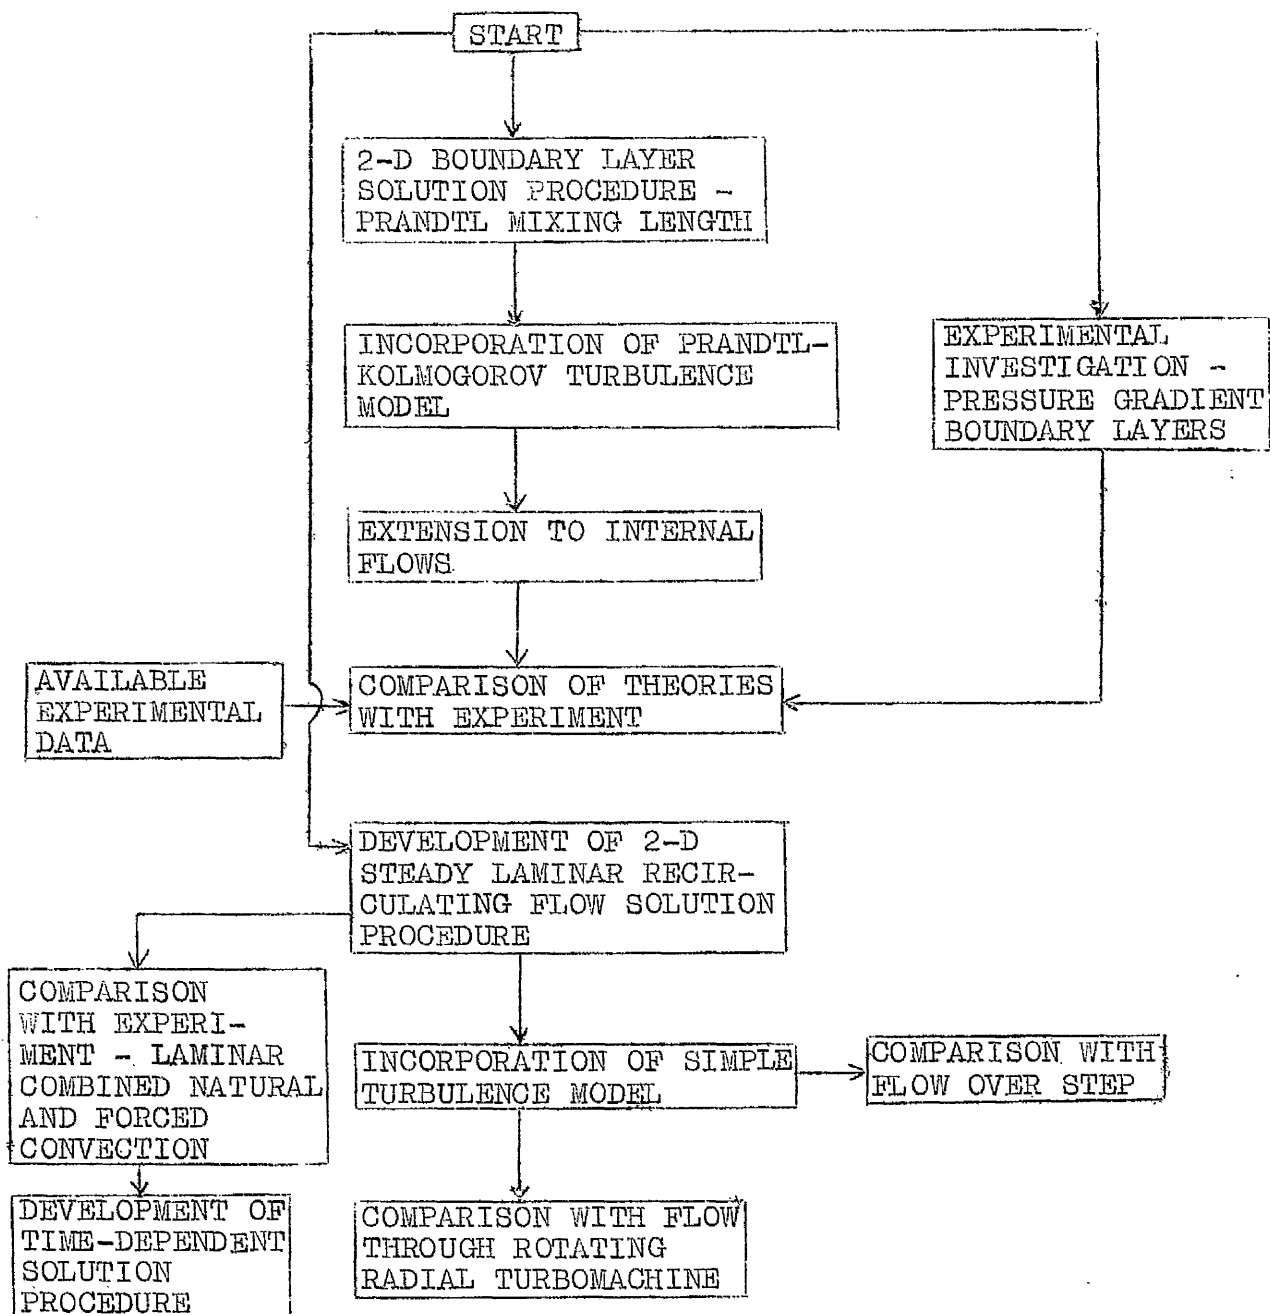 START
2-D BOUNDARY LAYER
SOLUTION PROCEDURE -
PRANDTL MIXING LENGTH
INCORPORATION OF PRANDTL-
KOLMOGOROV TURBULENCE
MODEL
EXPERIMENTAL
INVESTIGATION -
PRESSURE GRADIENT
BOUNDARY LAYERS
EXTENSION TO INTERNAL
FLOWS
AVAILABLE
EXPERIMENTAL
DATA
COMPARISON OF THEORIES
WITH EXPERIMENT
DEVELOPMENT OF 2-D
STEADY LAMINAR RECIR-
CULATING FLOW SOLUTION
PROCEDURE
COMPARISON
WITH EXPERI-
MENT - LAMINAR
COMBINED NATURAL
AND FORCED
CONVECTION
INCORPORATION OF SIMPLE
TURBULENCE MODEL
COMPARISON WITH
FLOW OVER STEP
DEVELOPMENT OF
TIME-DEPENDENT
SOLUTION
PROCEDURE
COMPARISON WITH FLOW
THROUGH ROTATING
RADIAL TURBOMACHINE